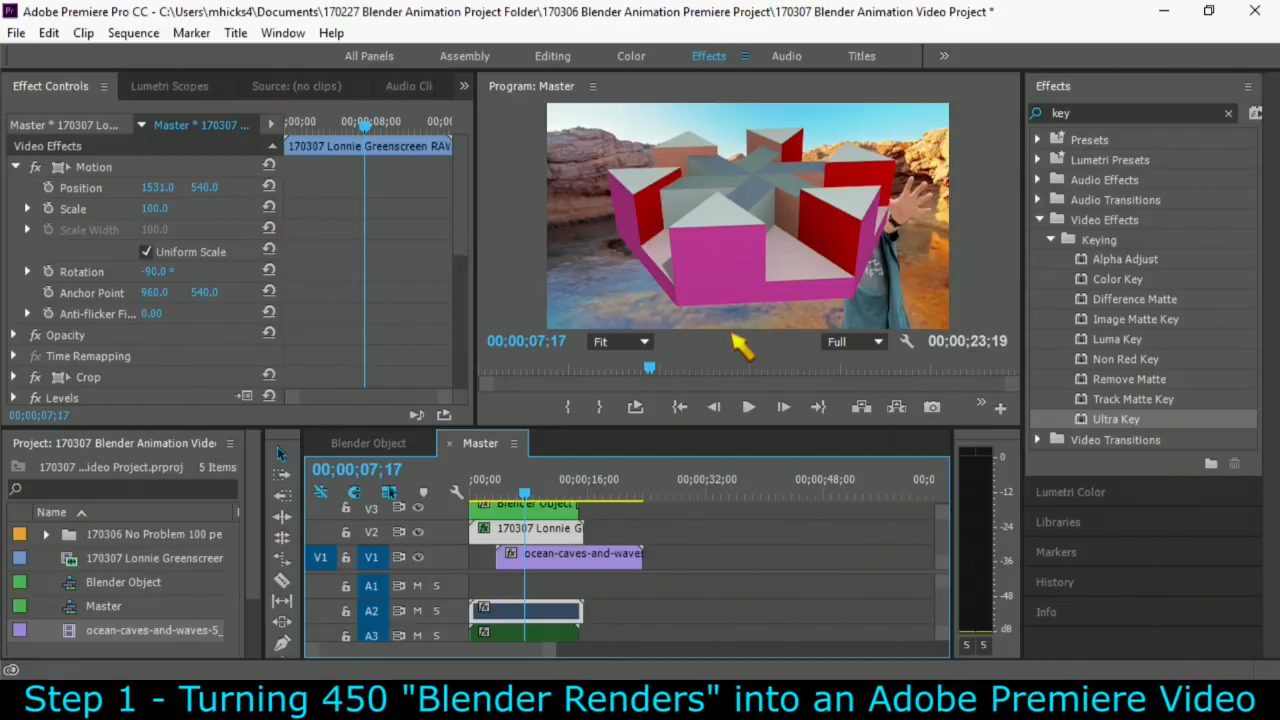 Pr Adobe Premiere Pro CC - C:\Users\mhicks4\Documents\170227 Blender Animation Project Folder\170306 Blender Animation Premiere Project\170307 Blender Animation Video Project *
File Edit Clip Sequence Marker Title Window Help
All Panels Assembly Editing Color Effects Audio Titles
Effect Controls Lumetri Scopes Source: (no clips) Audio Cli
Master * 170307 Lo... Master * 170307 ... ;00;00 00;00;08;00 00;0
Video Effects 170307 Lonnie Greenscreen RAW
fx Motion
Position 1531.0 540.0
Scale 100.0
Scale Width 100.0
Uniform Scale
Rotation -90.0 °
Anchor Point 960.0 540.0
Anti-flicker Fi... 0.00
fx Opacity
fx Time Remapping
fx Crop
fx Levels
00;00;07;17
Program: Master
00;00;07;17 Fit Full 00;00;23;19
Effects
key
Presets
Lumetri Presets
Audio Effects
Audio Transitions
Video Effects
Keying
Alpha Adjust
Color Key
Difference Matte
Image Matte Key
Luma Key
Non Red Key
Remove Matte
Track Matte Key
Ultra Key
Video Transitions
Lumetri Color
Libraries
Markers
History
Info
Project: 170307 Blender Animation Vide
170307 ...ideo Project.prproj 5 Items
Name
170306 No Problem 100 pe
170307 Lonnie Greenscreer
Blender Object
Master
ocean-caves-and-waves-5_
Blender Object × Master
00;00;07;17 ;00;00 00;00;16;00 00;00;32;00 00;00;48;00 00;0
V3 fx Blender Object [
V2 fx 170307 Lonnie G
V1 V1 fx ocean-caves-and-waves
A1 M S
A2 M S fx
A3 M S fx
0
-12
-24
-36
-48
dB
S S
Step 1 - Turning 450 "Blender Renders" into an Adobe Premiere Video